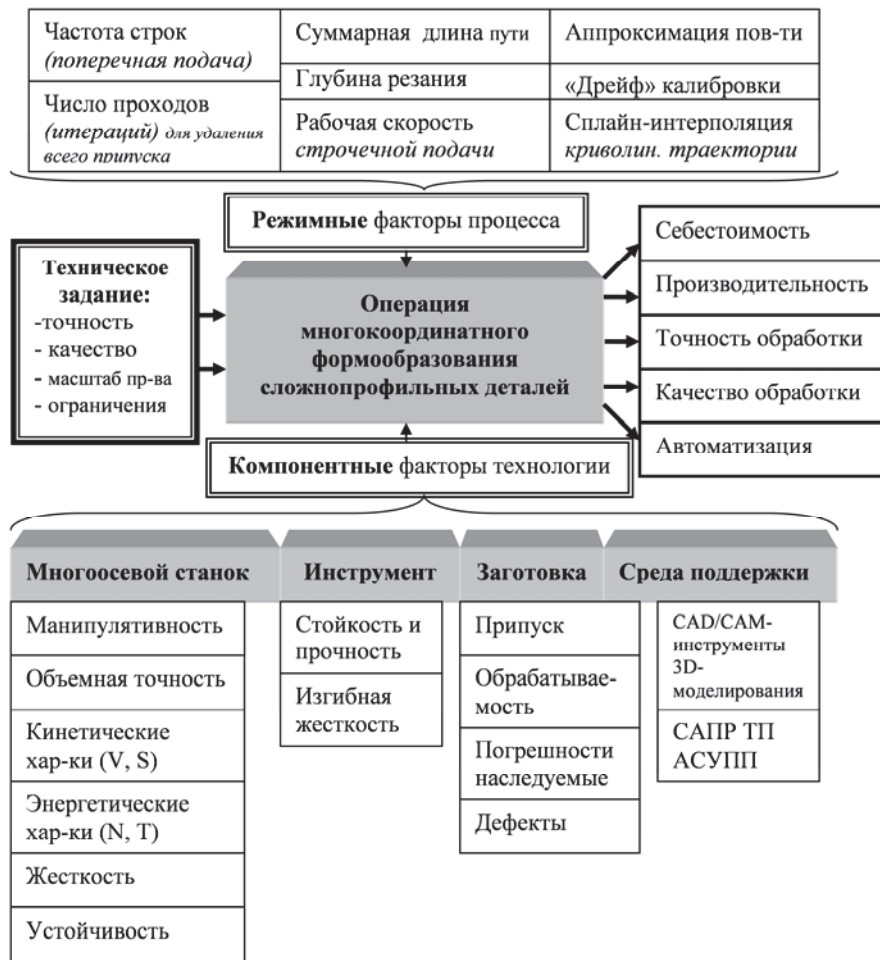 Частота строк
(поперечная подача)
Число проходов
(итераций) для удаления
всего припуска
Суммарная длина пути
Глубина резания
Рабочая скорость
строчечной подачи
Аппроксимация пов-ти
«Дрейф» калибровки
Сплайн-интерполяция
криволин. траектории
Режимные факторы процесса
Техническое
задание:
-точность
- качество
- масштаб пр-ва
- ограничения
Операция
многокоординатного
формообразования
сложнопрофильных деталей
Себестоимость
Производительность
Точность обработки
Качество обработки
Автоматизация
Компонентные факторы технологии
Многоосевой станок
Манипулятивность
Объемная точность
Кинетические
хар-ки (V, S)
Энергетические
хар-ки (N, T)
Жесткость
Устойчивость
Инструмент
Стойкость и
прочность
Изгибная
жесткость
Заготовка
Припуск
Обрабатывае-
мость
Погрешности
наследуемые
Дефекты
Среда поддержки
CAD/CAM-
инструменты
3D-
моделирования
САПР ТП
АСУПП